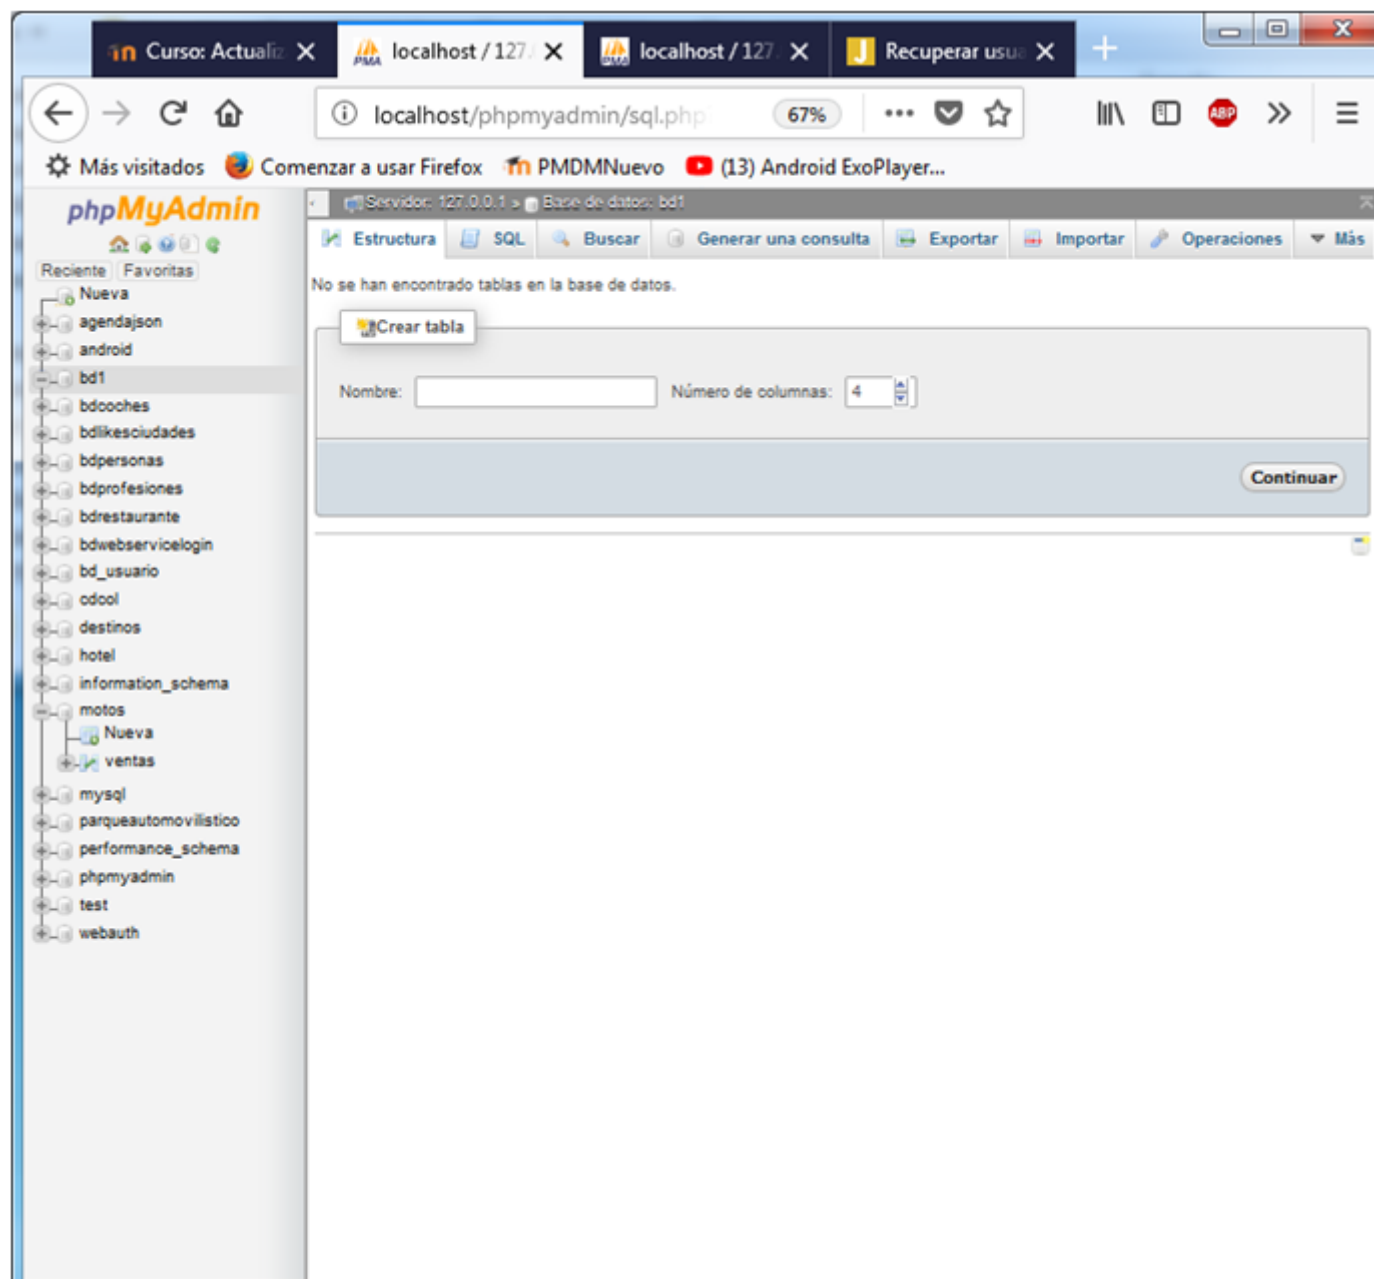 Curso: Actualiz
localhost / 127.
localhost / 127.
Recuperar usua
localhost/phpmyadmin/sql.php
67%
ABP
Más visitados
Comenzar a usar Firefox
PMDMNuevo
(13) Android ExoPlayer...
phpMyAdmin
Reciente
Favoritas
Nueva
agendajson
android
bd1
bdcoches
bdlikesciudades
bdpersonas
bdprofesiones
bdrestaurante
bdwebservicelogin
bd_usuario
cdcol
destinos
hotel
information_schema
motos
Nueva
ventas
mysql
parqueautomovilistico
performance_schema
phpmyadmin
test
webauth
Servidor: 127.0.0.1 » Base de datos: bd1
Estructura
SQL
Buscar
Generar una consulta
Exportar
Importar
Operaciones
Más
No se han encontrado tablas en la base de datos.
Crear tabla
Nombre:
Número de columnas: 4
Continuar